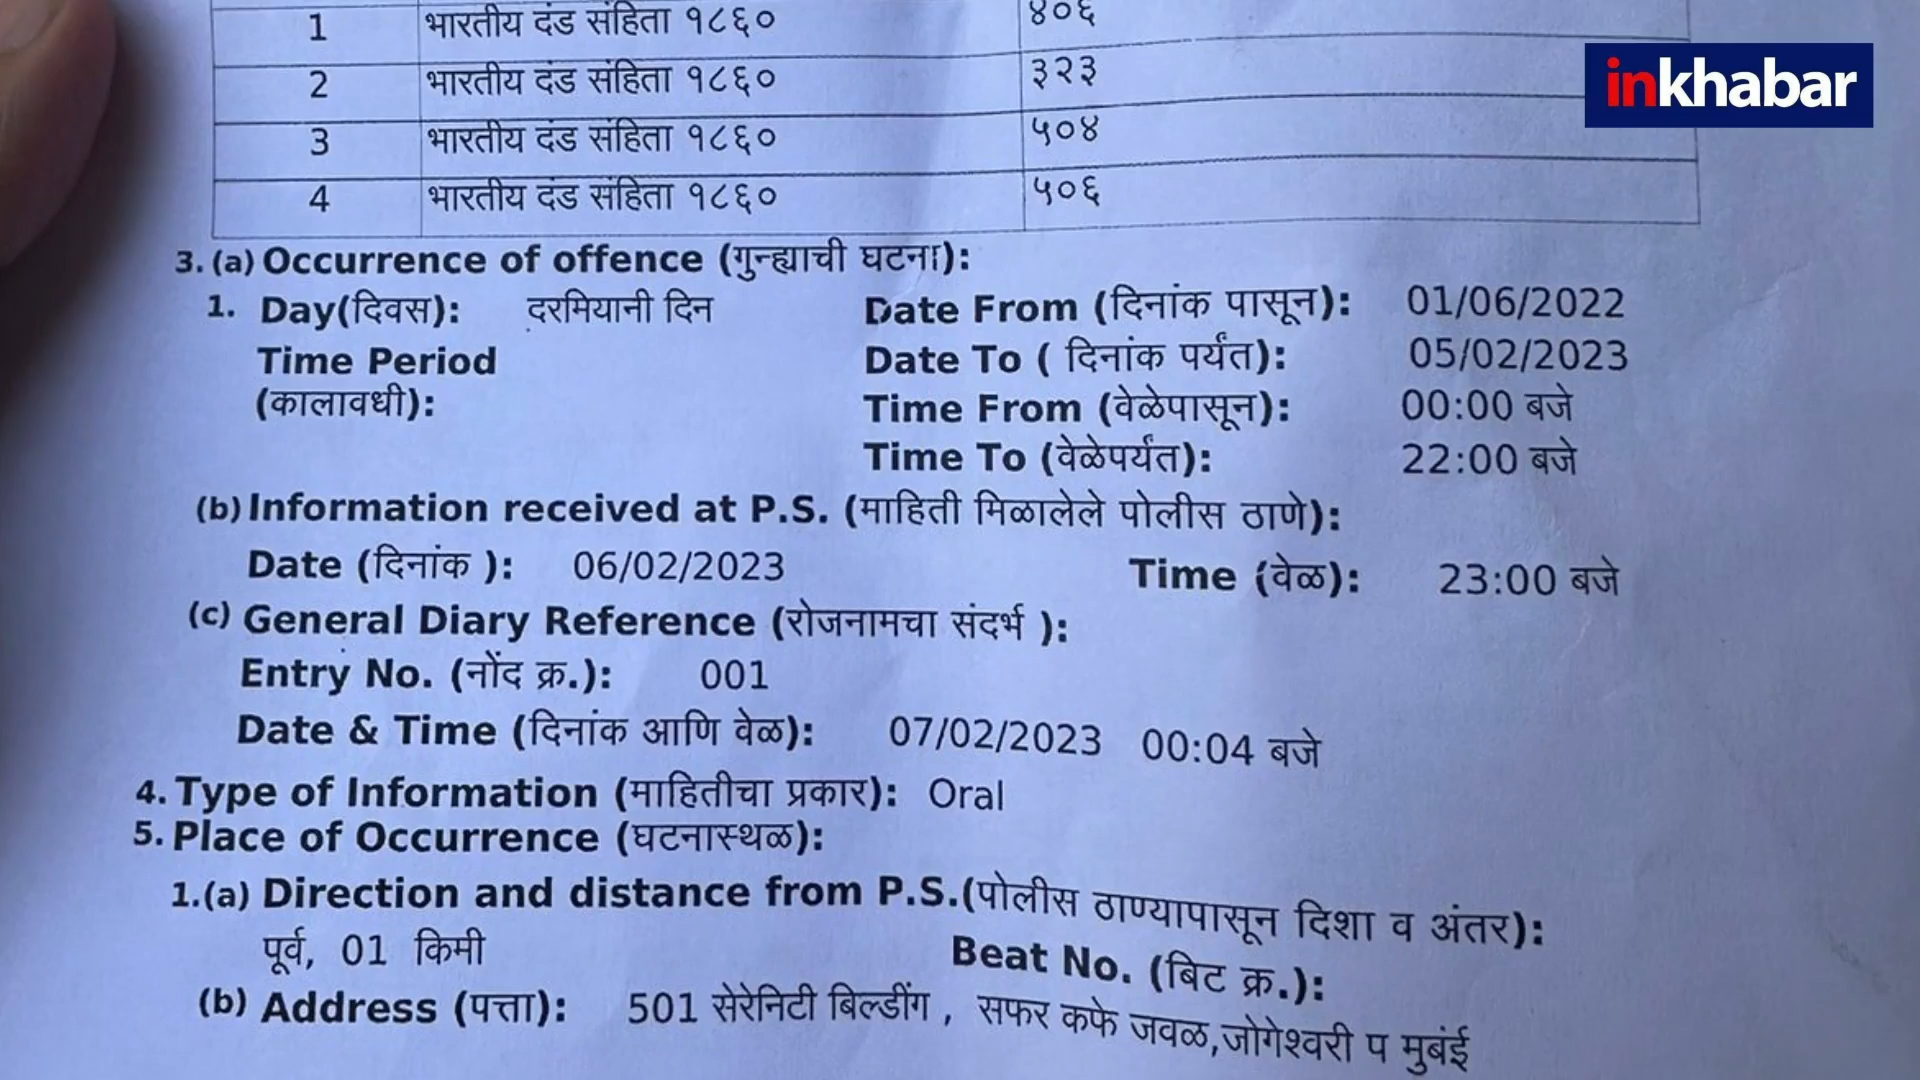 1 भारतीय दंड संहिता १८६० ४०६
inkhabar
2 भारतीय दंड संहिता १८६० ३२३
3 भारतीय दंड संहिता १८६० ५०४
4 भारतीय दंड संहिता १८६० ५०६
3. (a) Occurrence of offence (गुन्ह्याची घटना):
1. Day(दिवस): दरमियानी दिन Date From (दिनांक पासून): 01/06/2022
Time Period Date To ( दिनांक पर्यंत): 05/02/2023
(कालावधी): Time From (वेळेपासून): 00:00 बजे
Time To (वेळेपर्यंत): 22:00 बजे
(b) Information received at P.S. (माहिती मिळालेले पोलीस ठाणे):
Date (दिनांक ): 06/02/2023 Time (वेळ): 23:00 बजे
(c) General Diary Reference (रोजनामचा संदर्भ ):
Entry No. (नोंद क्र.): 001
Date & Time (दिनांक आणि वेळ): 07/02/2023 00:04 बजे
4. Type of Information (माहितीचा प्रकार): Oral
5. Place of Occurrence (घटनास्थळ):
1.(a) Direction and distance from P.S.(पोलीस ठाण्यापासून दिशा व अंतर):
पूर्व, 01 किमी Beat No. (बिट क्र.):
(b) Address (पत्ता): 501 सेरेनिटी बिल्डींग , सफर कफे जवळ,जोगेश्वरी प मुबंई